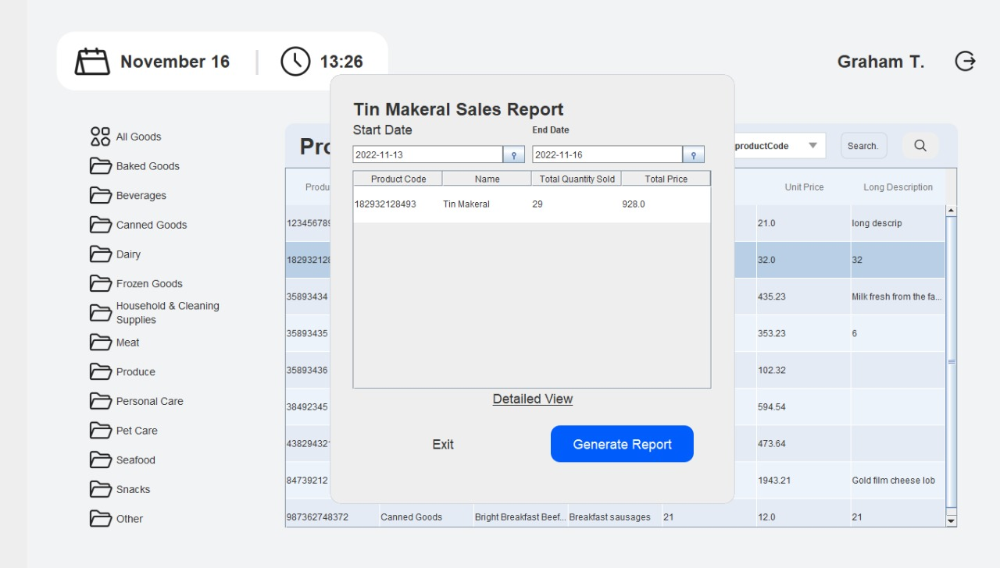 November 16
13:26
Graham T.
All Goods
Baked Goods
Beverages
Canned Goods
Dairy
Frozen Goods
Household & Cleaning
Supplies
Meat
Produce
Personal Care
Pet Care
Seafood
Snacks
Other
Tin Makeral Sales Report
Start Date End Date
2022-11-13 2022-11-16
Product Code Name Total Quantity Sold Total Price
182932128493 Tin Makeral 29 928.0
Detailed View
Exit Generate Report
productCode Search.
Unit Price Long Description
21.0 long descrip
32.0 32
35893434 435.23 Milk fresh from the fa...
35893435 353.23 6
35893436 102.32
38492345 594.54
473.64
84739212 1943.21 Gold film cheese lob
987362748372 Canned Goods Bright Breakfast Beef... Breakfast sausages 21 12.0 21